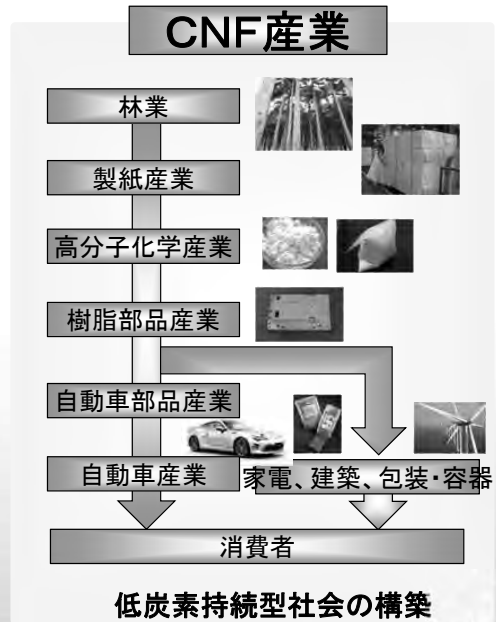 CNF産業
林業
製紙産業
高分子化学産業
樹脂部品産業
自動車部品産業
自動車産業
家電、建築、包装・容器
消費者
低炭素持続型社会の構築